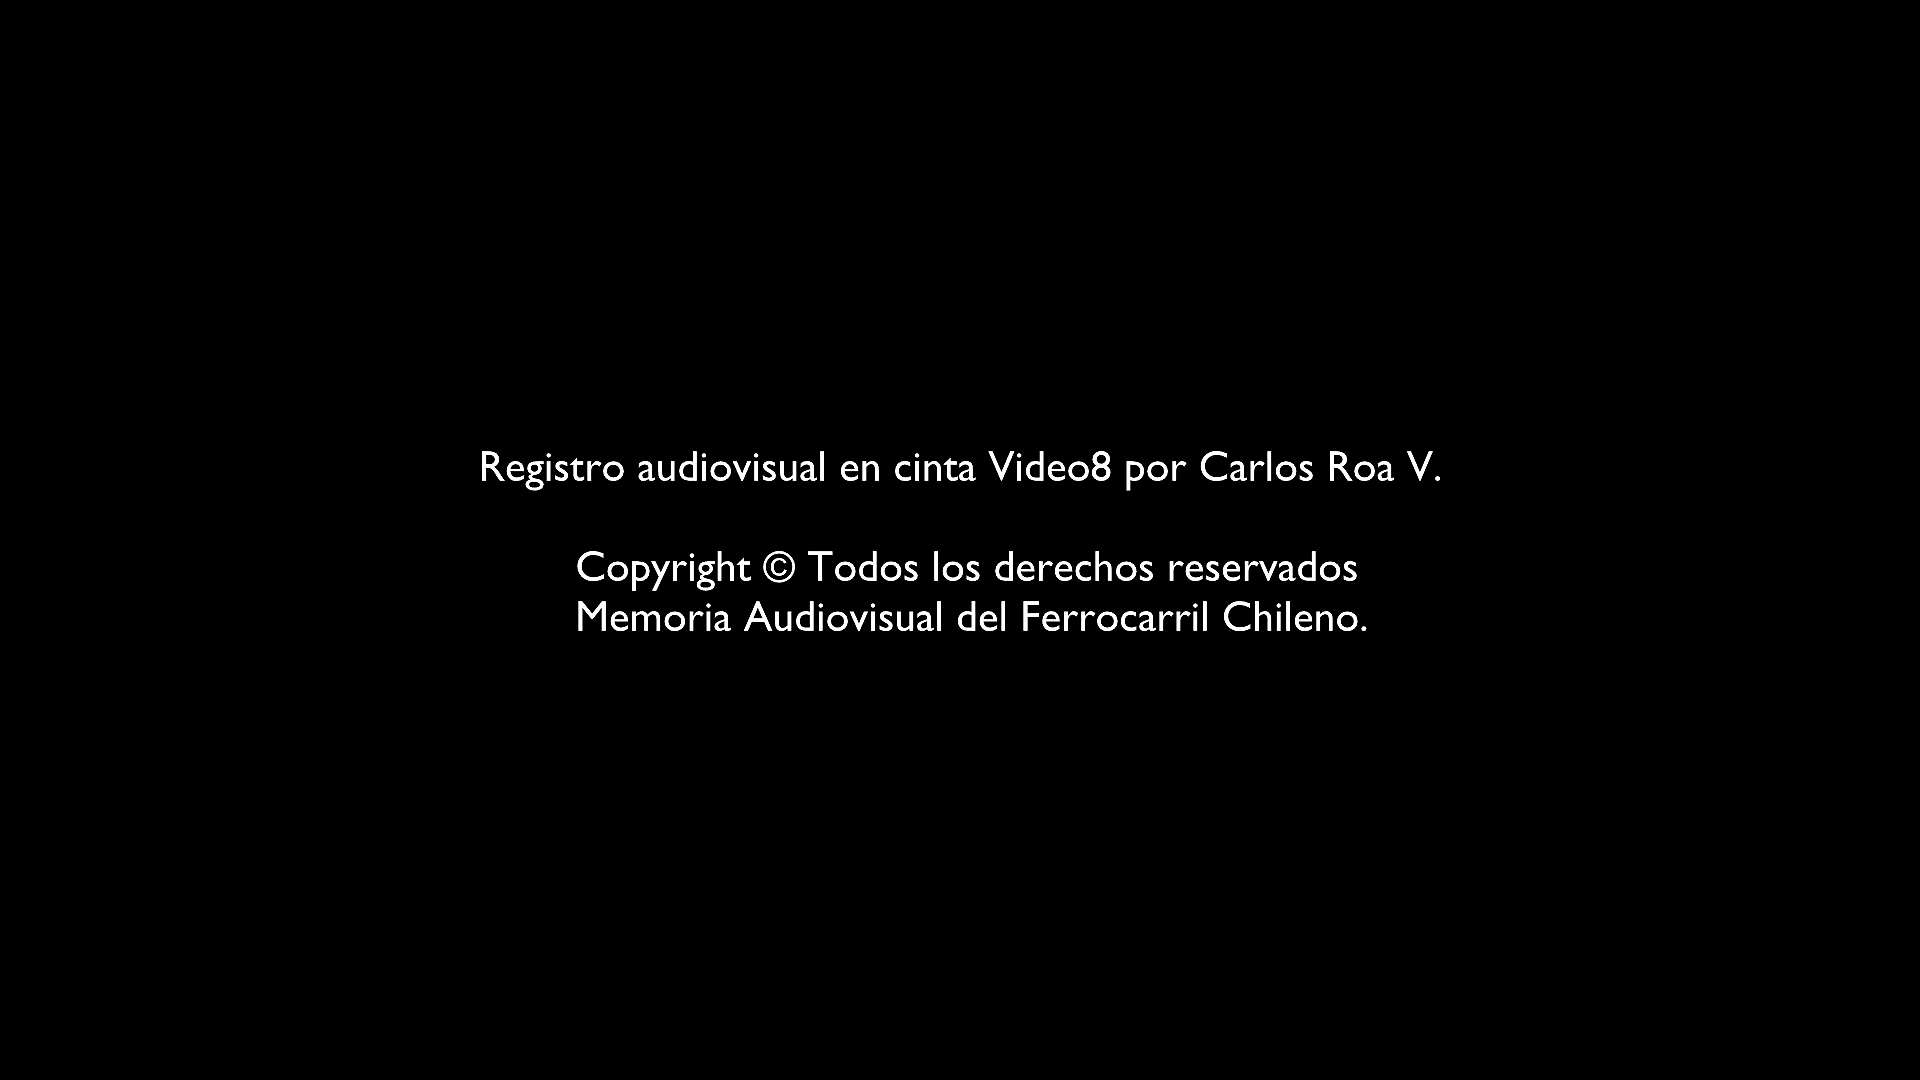 Registro audiovisual en cinta Video8 por Carlos Roa V.
Copyright © Todos los derechos reservados
Memoria Audiovisual del Ferrocarril Chileno.